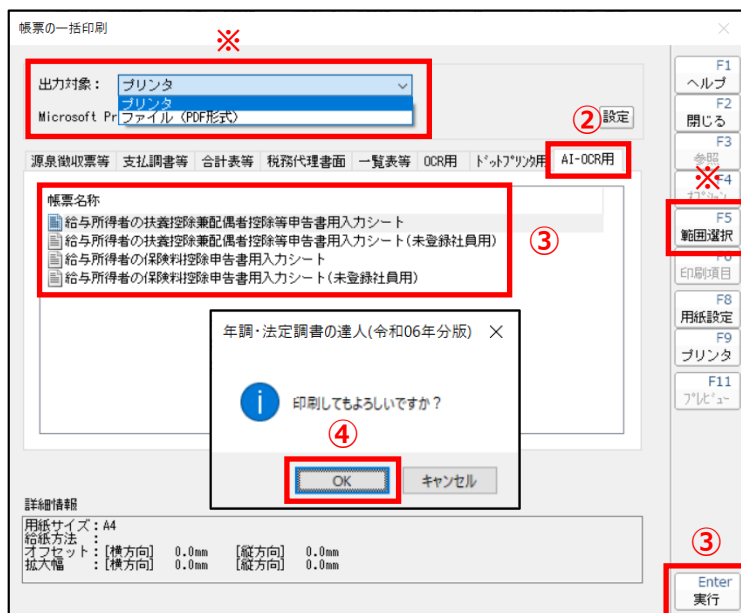 帳票の一括印刷
※
出力対象： プリンタ
プリンタ
Microsoft Pr ファイル（PDF形式）
② 設定
源泉徴収票等 支払調書等 合計表等 税務代理書面 一覧表等 OCR用 ﾄﾞｯﾄﾌﾟﾘﾝﾀ用 AI-OCR用
帳票名称
給与所得者の扶養控除兼配偶者控除等申告書用入力シート
給与所得者の扶養控除兼配偶者控除等申告書用入力シート(未登録社員用)
給与所得者の保険料控除申告書用入力シート
給与所得者の保険料控除申告書用入力シート(未登録社員用)
③
年調・法定調書の達人(令和06年分版)
印刷してもよろしいですか？
④
OK キャンセル
詳細情報
用紙サイズ：A4
給紙方法 ：
オフセット：[横方向] 0.0mm [縦方向] 0.0mm
拡大幅 ：[横方向] 0.0mm [縦方向] 0.0mm
F1
ヘルプ
F2
閉じる
F3
参照
※ F4
ｵﾌﾟｼｮﾝ
F5
範囲選択
F6
印刷項目
F8
用紙設定
F9
プリンタ
F11
ﾌﾟﾚﾋﾞｭｰ
③
Enter
実行